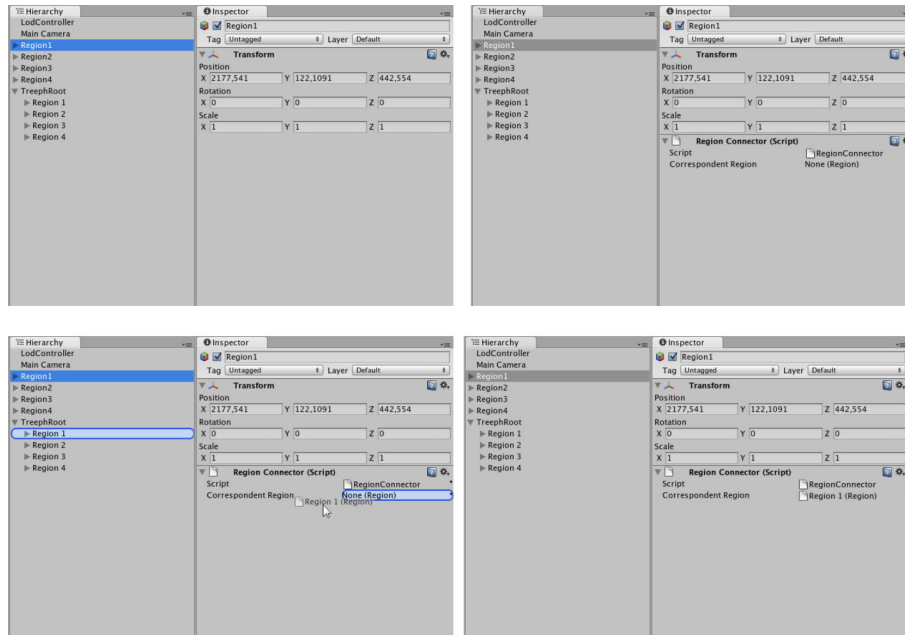 Hierarchy
LodController
Main Camera
Region1
Region2
Region3
Region4
TreephRoot
Region 1
Region 2
Region 3
Region 4
Inspector
Region1
Tag Untagged Layer Default
Transform
Position
X 2177,541 Y 122,1091 Z 442,554
Rotation
X 0 Y 0 Z 0
Scale
X 1 Y 1 Z 1
Hierarchy
LodController
Main Camera
Region1
Region2
Region3
Region4
TreephRoot
Region 1
Region 2
Region 3
Region 4
Inspector
Region1
Tag Untagged Layer Default
Transform
Position
X 2177,541 Y 122,1091 Z 442,554
Rotation
X 0 Y 0 Z 0
Scale
X 1 Y 1 Z 1
Region Connector (Script)
Script RegionConnector
Correspondent Region None (Region)
Hierarchy
LodController
Main Camera
Region1
Region2
Region3
Region4
TreephRoot
Region 1
Region 2
Region 3
Region 4
Inspector
Region1
Tag Untagged Layer Default
Transform
Position
X 2177,541 Y 122,1091 Z 442,554
Rotation
X 0 Y 0 Z 0
Scale
X 1 Y 1 Z 1
Region Connector (Script)
Script RegionConnector
Correspondent Region None (Region)
Region 1 (Region)
Hierarchy
LodController
Main Camera
Region1
Region2
Region3
Region4
TreephRoot
Region 1
Region 2
Region 3
Region 4
Inspector
Region1
Tag Untagged Layer Default
Transform
Position
X 2177,541 Y 122,1091 Z 442,554
Rotation
X 0 Y 0 Z 0
Scale
X 1 Y 1 Z 1
Region Connector (Script)
Script RegionConnector
Correspondent Region Region 1 (Region)